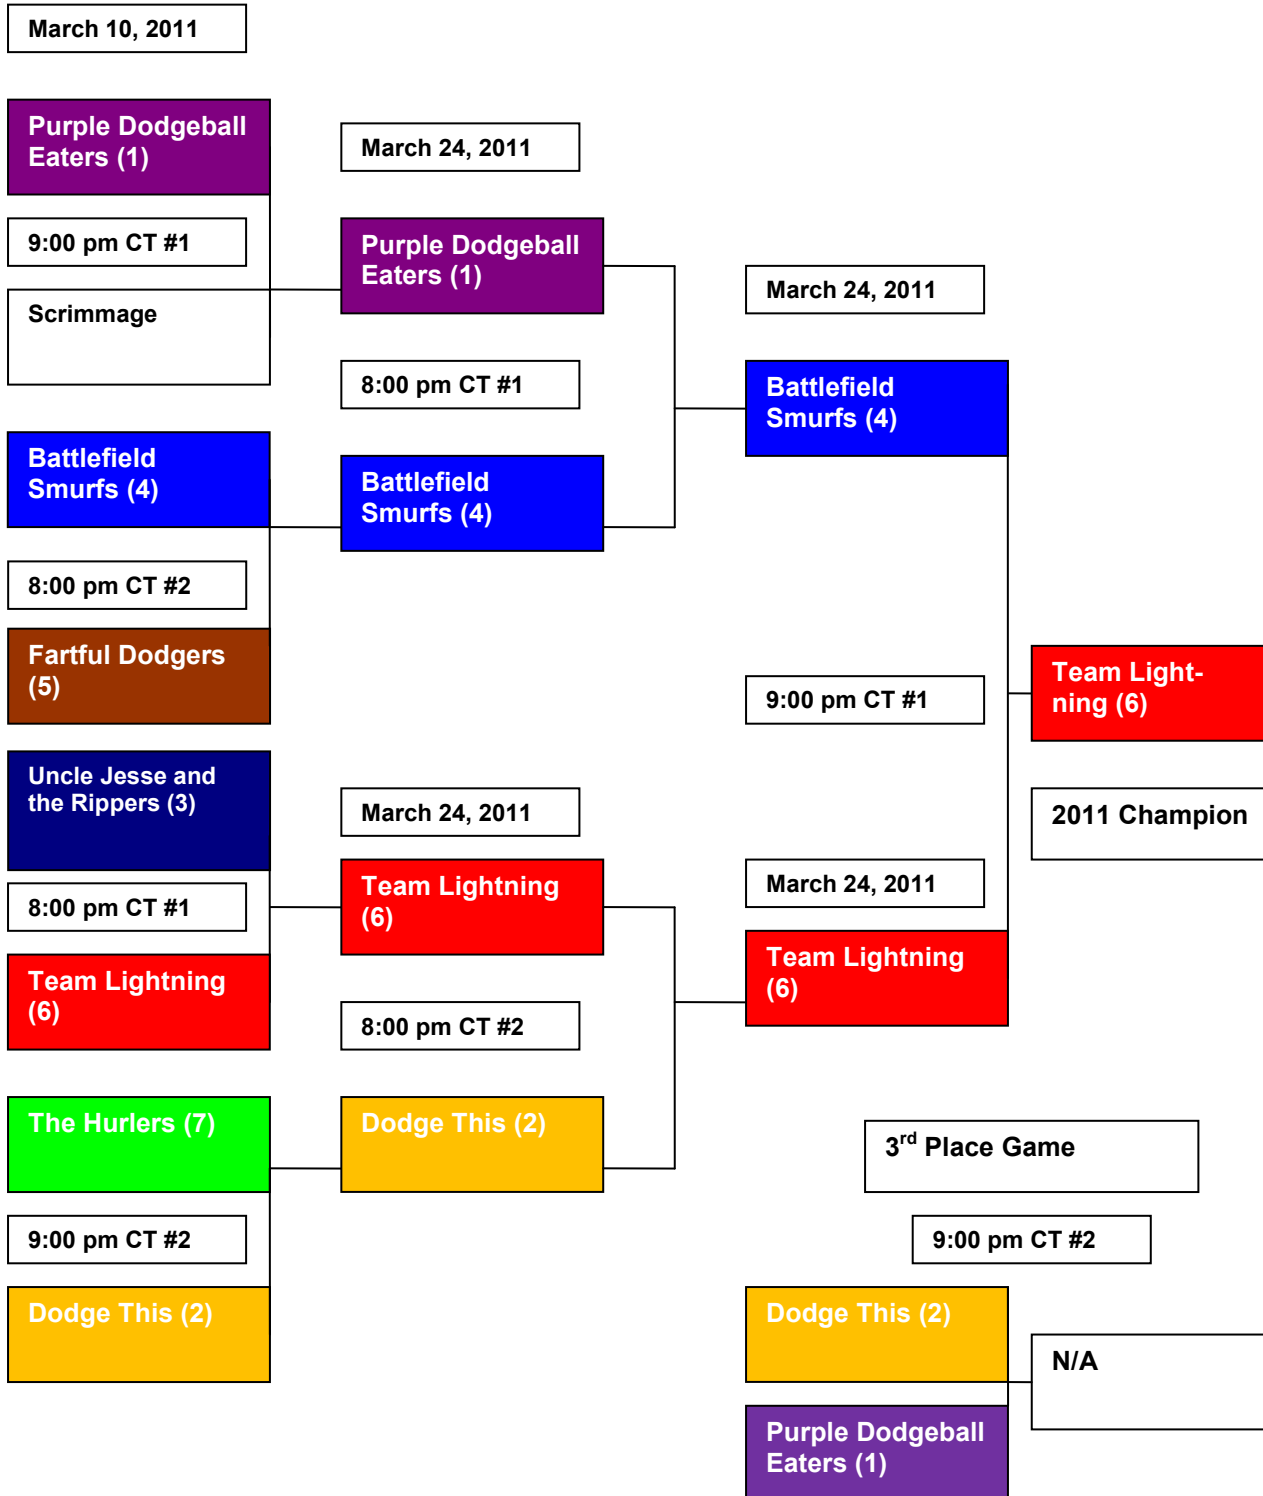 March 10, 2011
Purple Dodgeball
Eaters (1)
9:00 pm CT #1
Scrimmage
Battlefield
Smurfs (4)
8:00 pm CT #2
Fartful Dodgers
(5)
Uncle Jesse and
the Rippers (3)
8:00 pm CT #1
Team Lightning
(6)
The Hurlers (7)
9:00 pm CT #2
Dodge This (2)
March 24, 2011
Purple Dodgeball
Eaters (1)
8:00 pm CT #1
Battlefield
Smurfs (4)
March 24, 2011
Team Lightning
(6)
8:00 pm CT #2
Dodge This (2)
March 24, 2011
Battlefield
Smurfs (4)
9:00 pm CT #1
March 24, 2011
Team Lightning
(6)
Team Light-
ning (6)
2011 Champion
3rd Place Game
9:00 pm CT #2
Dodge This (2)
N/A
Purple Dodgeball
Eaters (1)